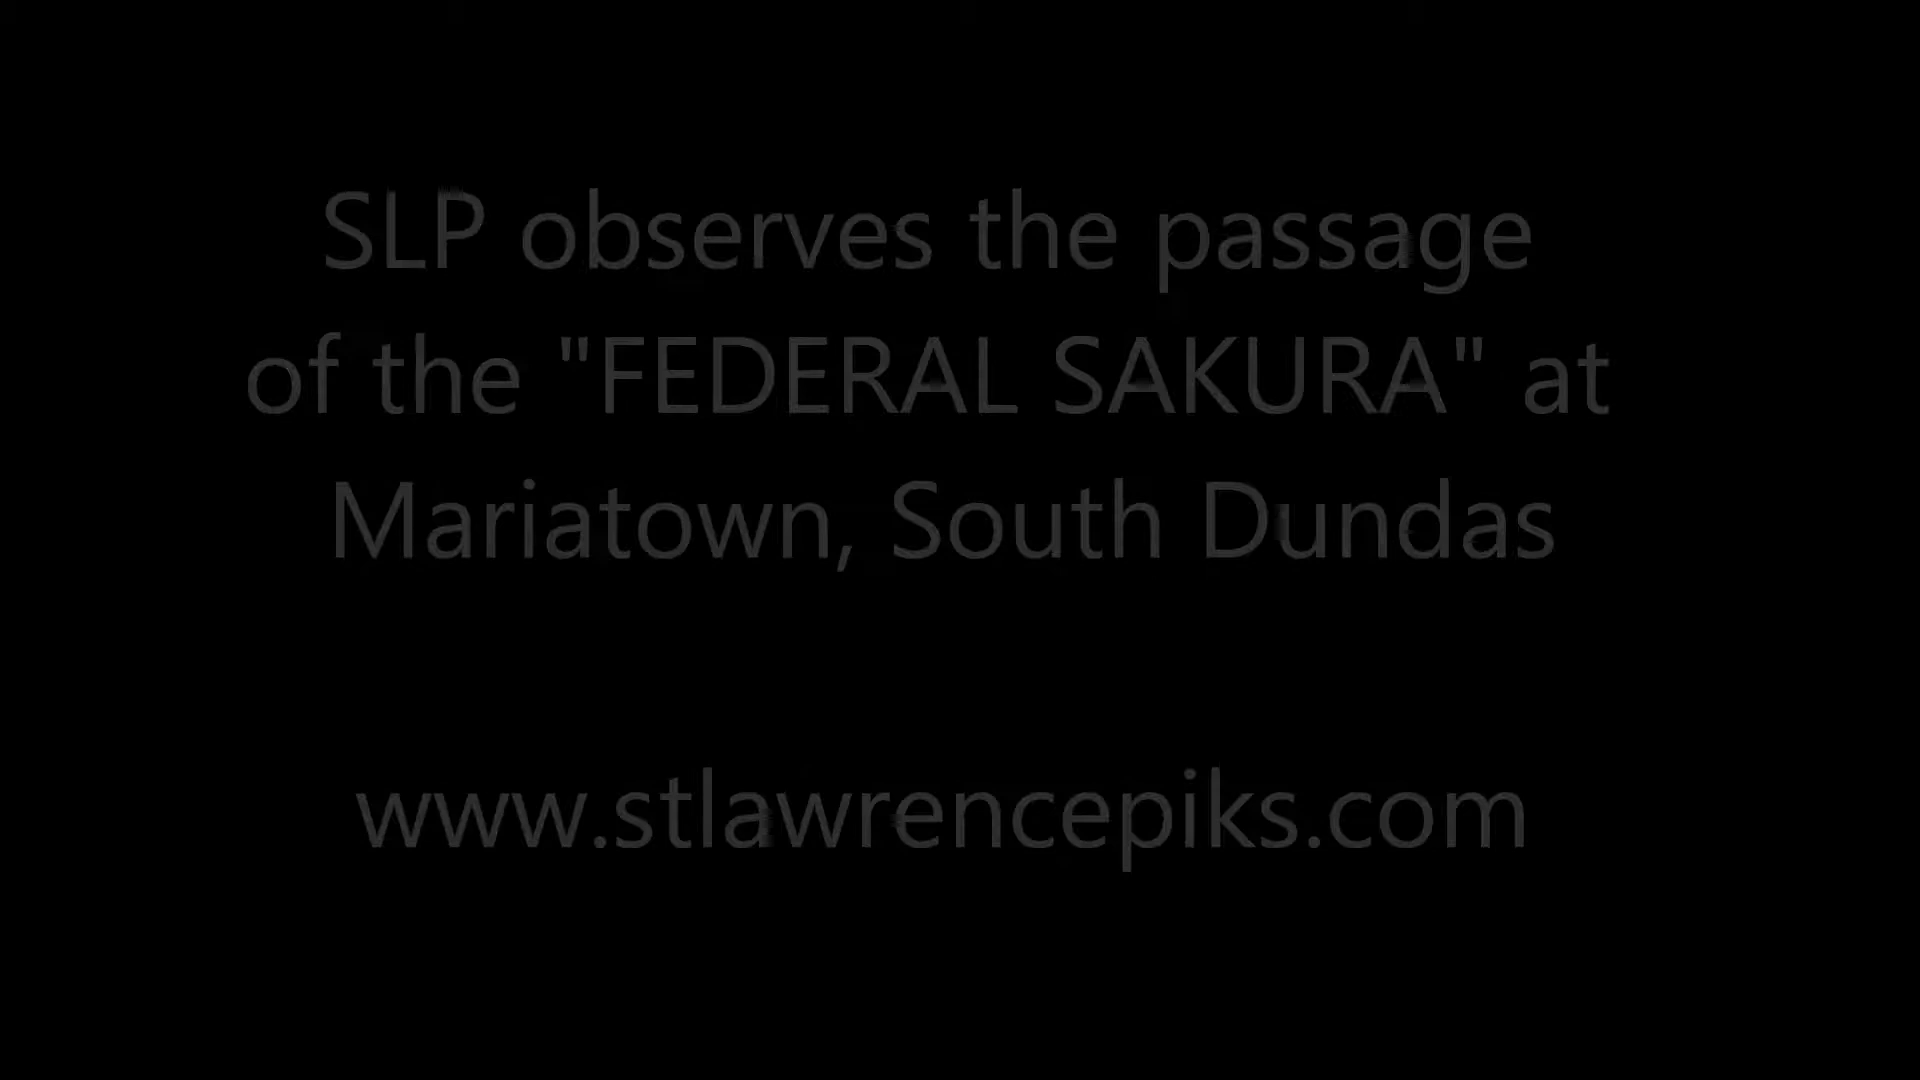 SLP observes the passage
of the "FEDERAL SAKURA" at
Mariatown, South Dundas
www.stlawrencepiks.com